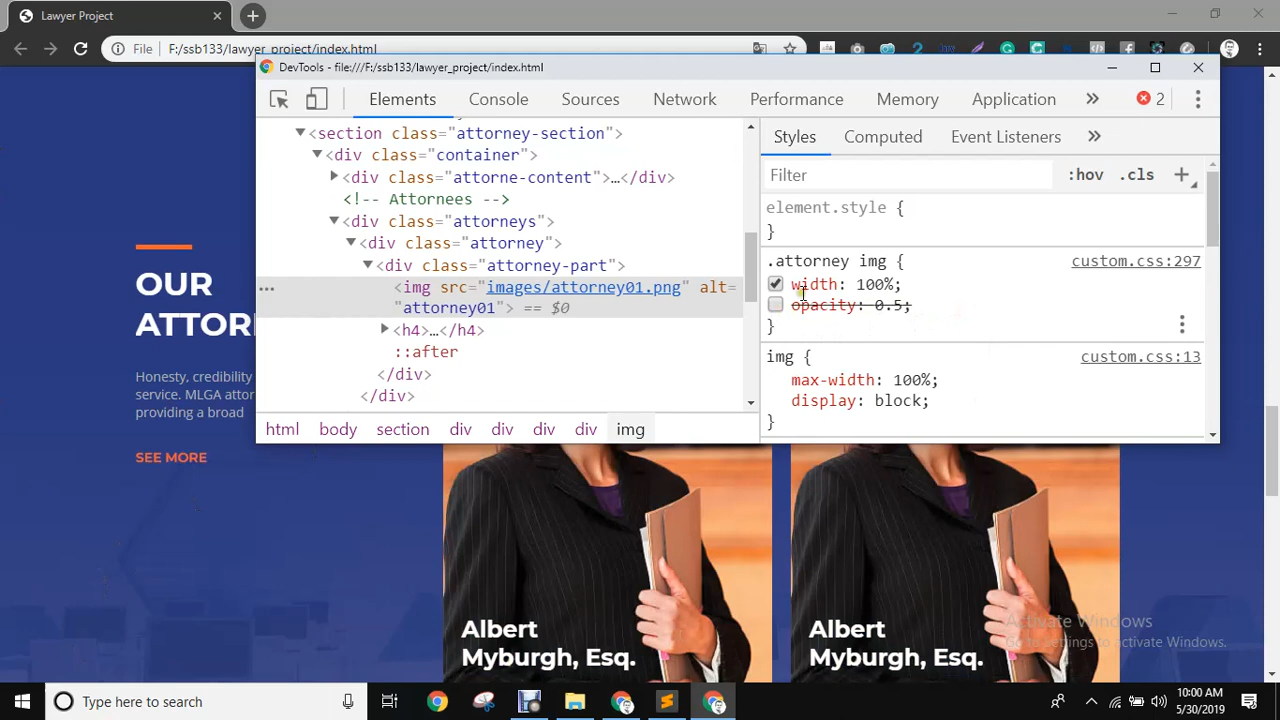 Lawyer Project
File
F:/ssb133/lawyer_project/index.html
DevTools - file:///F:/ssb133/lawyer_project/index.html
Elements
Console
Sources
Network
Performance
Memory
Application
2
<section class="attorney-section">
<div class="container">
<div class="attorne-content">…</div>
<!-- Attornees -->
<div class="attorneys">
<div class="attorney">
<div class="attorney-part">
<img src="images/attorney01.png" alt=
"attorney01"> == $0
<h4>…</h4>
::after
</div>
</div>
html body section div div div div img
Styles
Computed
Event Listeners
Filter
:hov .cls +
element.style {
}
.attorney img {
custom.css:297
width: 100%;
opacity: 0.5;
}
img {
custom.css:13
max-width: 100%;
display: block;
}
OUR
ATTOR
Honesty, credibility
service. MLGA attor
providing a broad
SEE MORE
Albert
Myburgh, Esq.
Albert
Myburgh, Esq.
Activate Windows
Go to Settings to activate Windows.
Type here to search
10:00 AM
5/30/2019